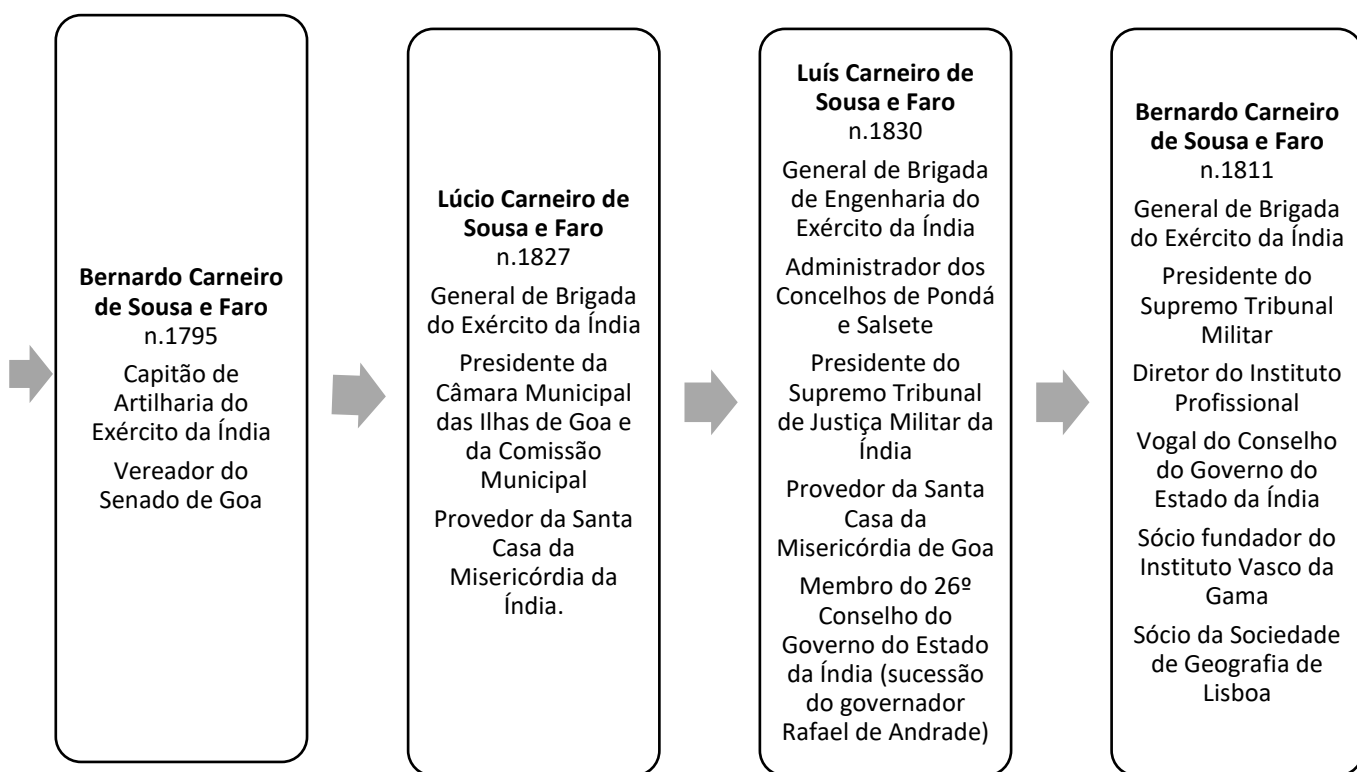 Bernardo Carneiro
de Sousa e Faro
n.1795
Capitão de
Artilharia do
Exército da Índia
Vereador do
Senado de Goa
Lúcio Carneiro de
Sousa e Faro
n.1827
General de Brigada
do Exército da Índia
Presidente da
Câmara Municipal
das Ilhas de Goa e
da Comissão
Municipal
Provedor da Santa
Casa da
Misericórdia da
Índia.
Luís Carneiro de
Sousa e Faro
n.1830
General de Brigada
de Engenharia do
Exército da Índia
Administrador dos
Concelhos de Pondá
e Salsete
Presidente do
Supremo Tribunal
de Justiça Militar da
Índia
Provedor da Santa
Casa da
Misericórdia de Goa
Membro do 26º
Conselho do
Governo do Estado
da Índia (sucessão
do governador
Rafael de Andrade)
Bernardo Carneiro
de Sousa e Faro
n.1811
General de Brigada
do Exército da Índia
Presidente do
Supremo Tribunal
Militar
Diretor do Instituto
Profissional
Vogal do Conselho
do Governo do
Estado da Índia
Sócio fundador do
Instituto Vasco da
Gama
Sócio da Sociedade
de Geografia de
Lisboa